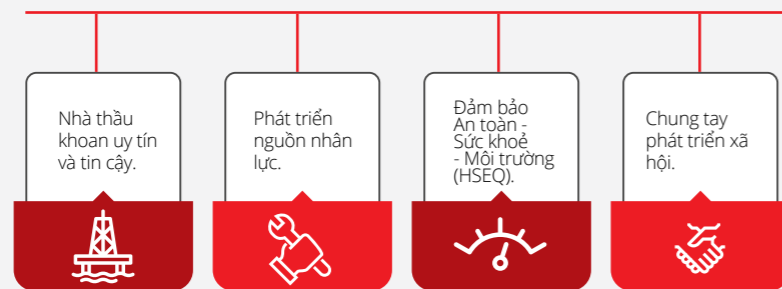 Nhà thầu
khoan uy tín
và tin cậy.
Phát triển
nguồn nhân
lực.
Đảm bảo
An toàn -
Sức khoẻ
- Môi trường
(HSEQ).
Chung tay
phát triển xã
hội.